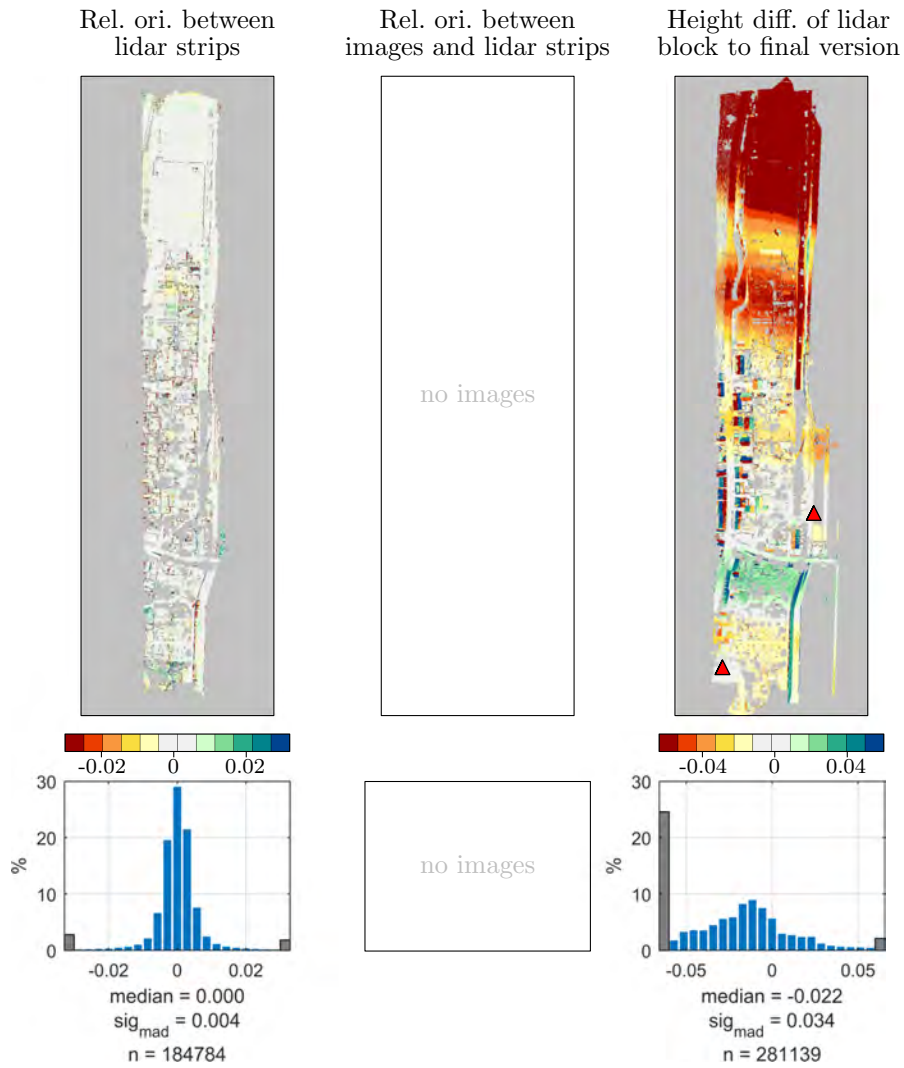 Rel. ori. between
lidar strips
Rel. ori. between
images and lidar strips
Height diff. of lidar
block to final version
no images
-0.02 0 0.02
-0.04 0 0.04
30
20
10
0
%
-0.02 0 0.02
median = 0.000
sigmad = 0.004
n = 184784
no images
30
20
10
0
%
-0.05 0 0.05
median = -0.022
sigmad = 0.034
n = 281139